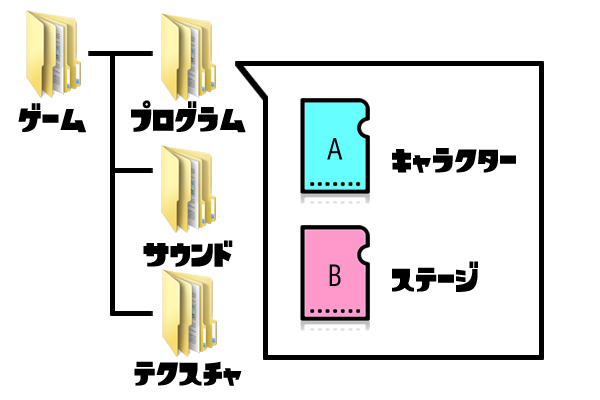 ゲーム
プログラム
A
キャラクター
サウンド
B
ステージ
テクスチャ